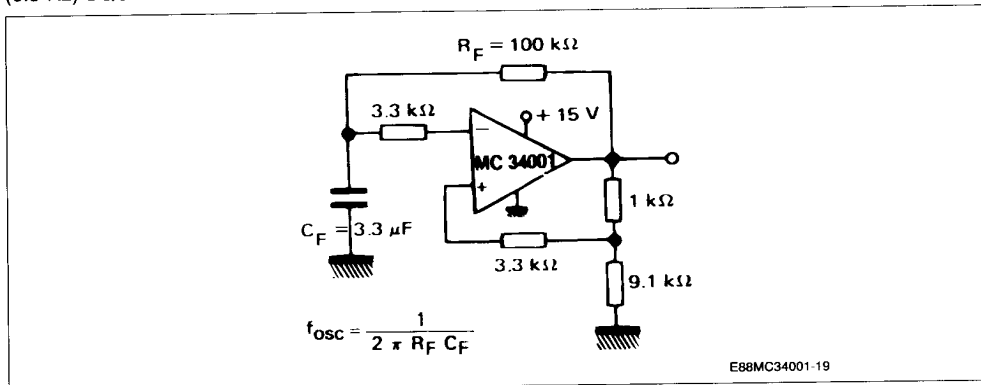 R_F = 100 kΩ
3.3 kΩ
+ 15 V
−
MC 34001
+
1 kΩ
C_F = 3.3 μF
3.3 kΩ
9.1 kΩ
f_osc = 1 / (2 π R_F C_F)
E88MC34001-19